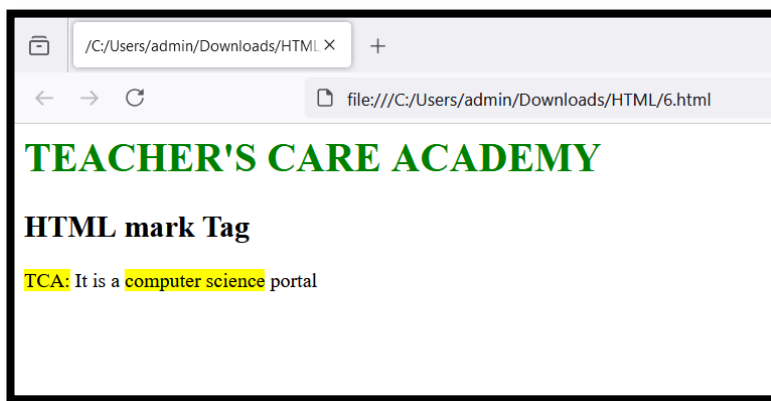 /C:/Users/admin/Downloads/HTML
file:///C:/Users/admin/Downloads/HTML/6.html
TEACHER'S CARE ACADEMY
HTML mark Tag
TCA: It is a computer science portal